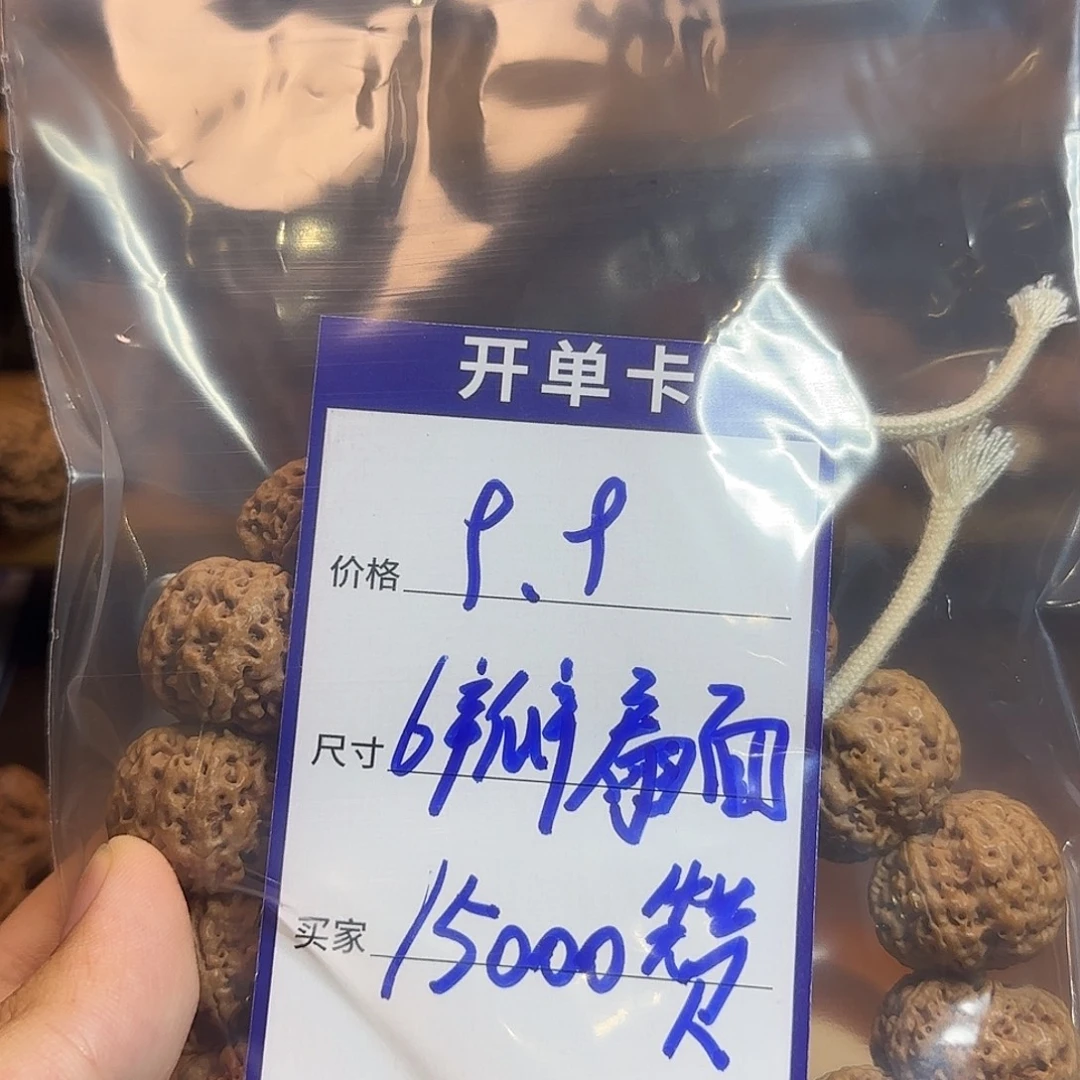 开单卡
价格 9.9
尺寸 6瓣扁面
买家 15000赞